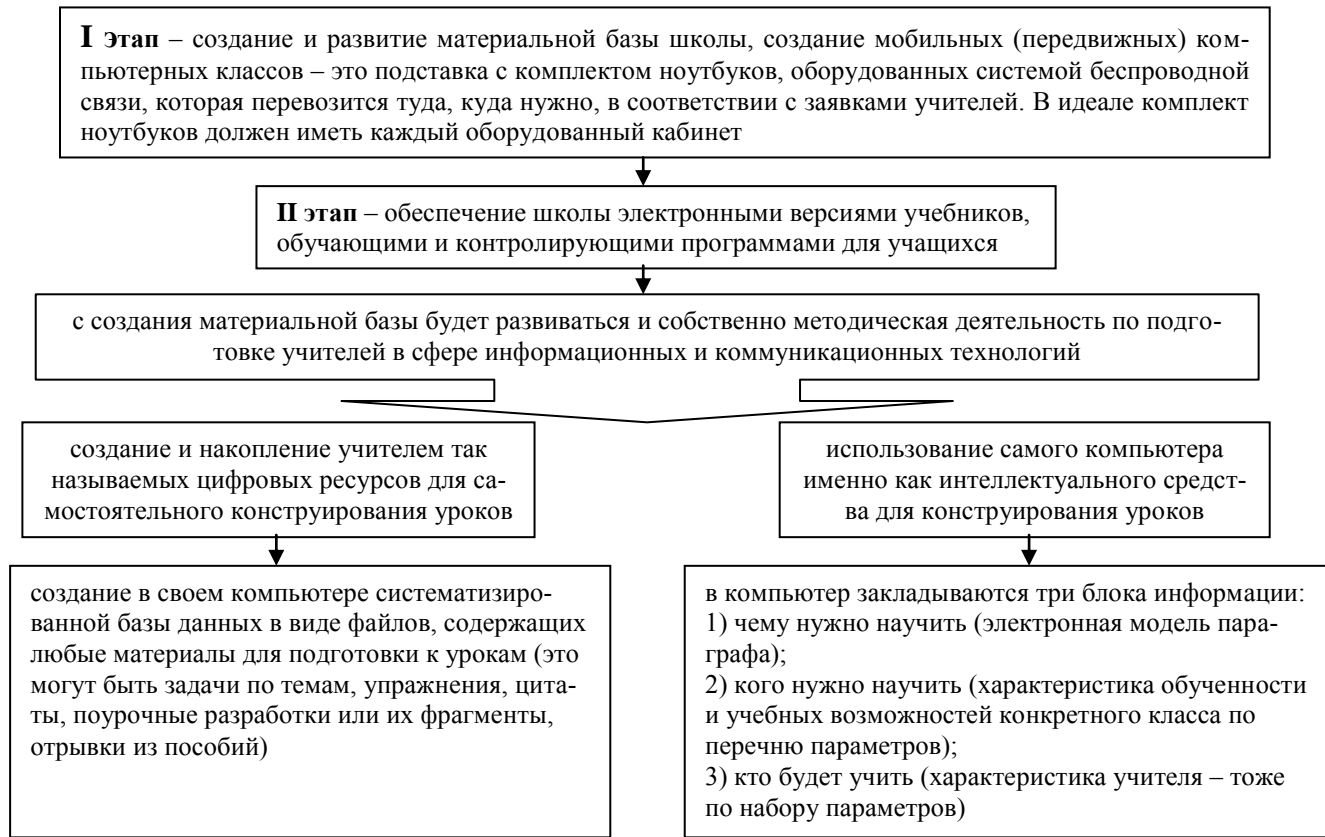 I этап – создание и развитие материальной базы школы, создание мобильных (передвижных) ком-
пьютерных классов – это подставка с комплектом ноутбуков, оборудованных системой беспроводной
связи, которая перевозится туда, куда нужно, в соответствии с заявками учителей. В идеале комплект
ноутбуков должен иметь каждый оборудованный кабинет
II этап – обеспечение школы электронными версиями учебников,
обучающими и контролирующими программами для учащихся
с создания материальной базы будет развиваться и собственно методическая деятельность по подго-
товке учителей в сфере информационных и коммуникационных технологий
создание и накопление учителем так
называемых цифровых ресурсов для са-
мостоятельного конструирования уроков
использование самого компьютера
именно как интеллектуального средст-
ва для конструирования уроков
создание в своем компьютере систематизиро-
ванной базы данных в виде файлов, содержащих
любые материалы для подготовки к урокам (это
могут быть задачи по темам, упражнения, цита-
ты, поурочные разработки или их фрагменты,
отрывки из пособий)
в компьютер закладываются три блока информации:
1) чему нужно научить (электронная модель пара-
графа);
2) кого нужно научить (характеристика обученности
и учебных возможностей конкретного класса по
перечню параметров);
3) кто будет учить (характеристика учителя – тоже
по набору параметров)